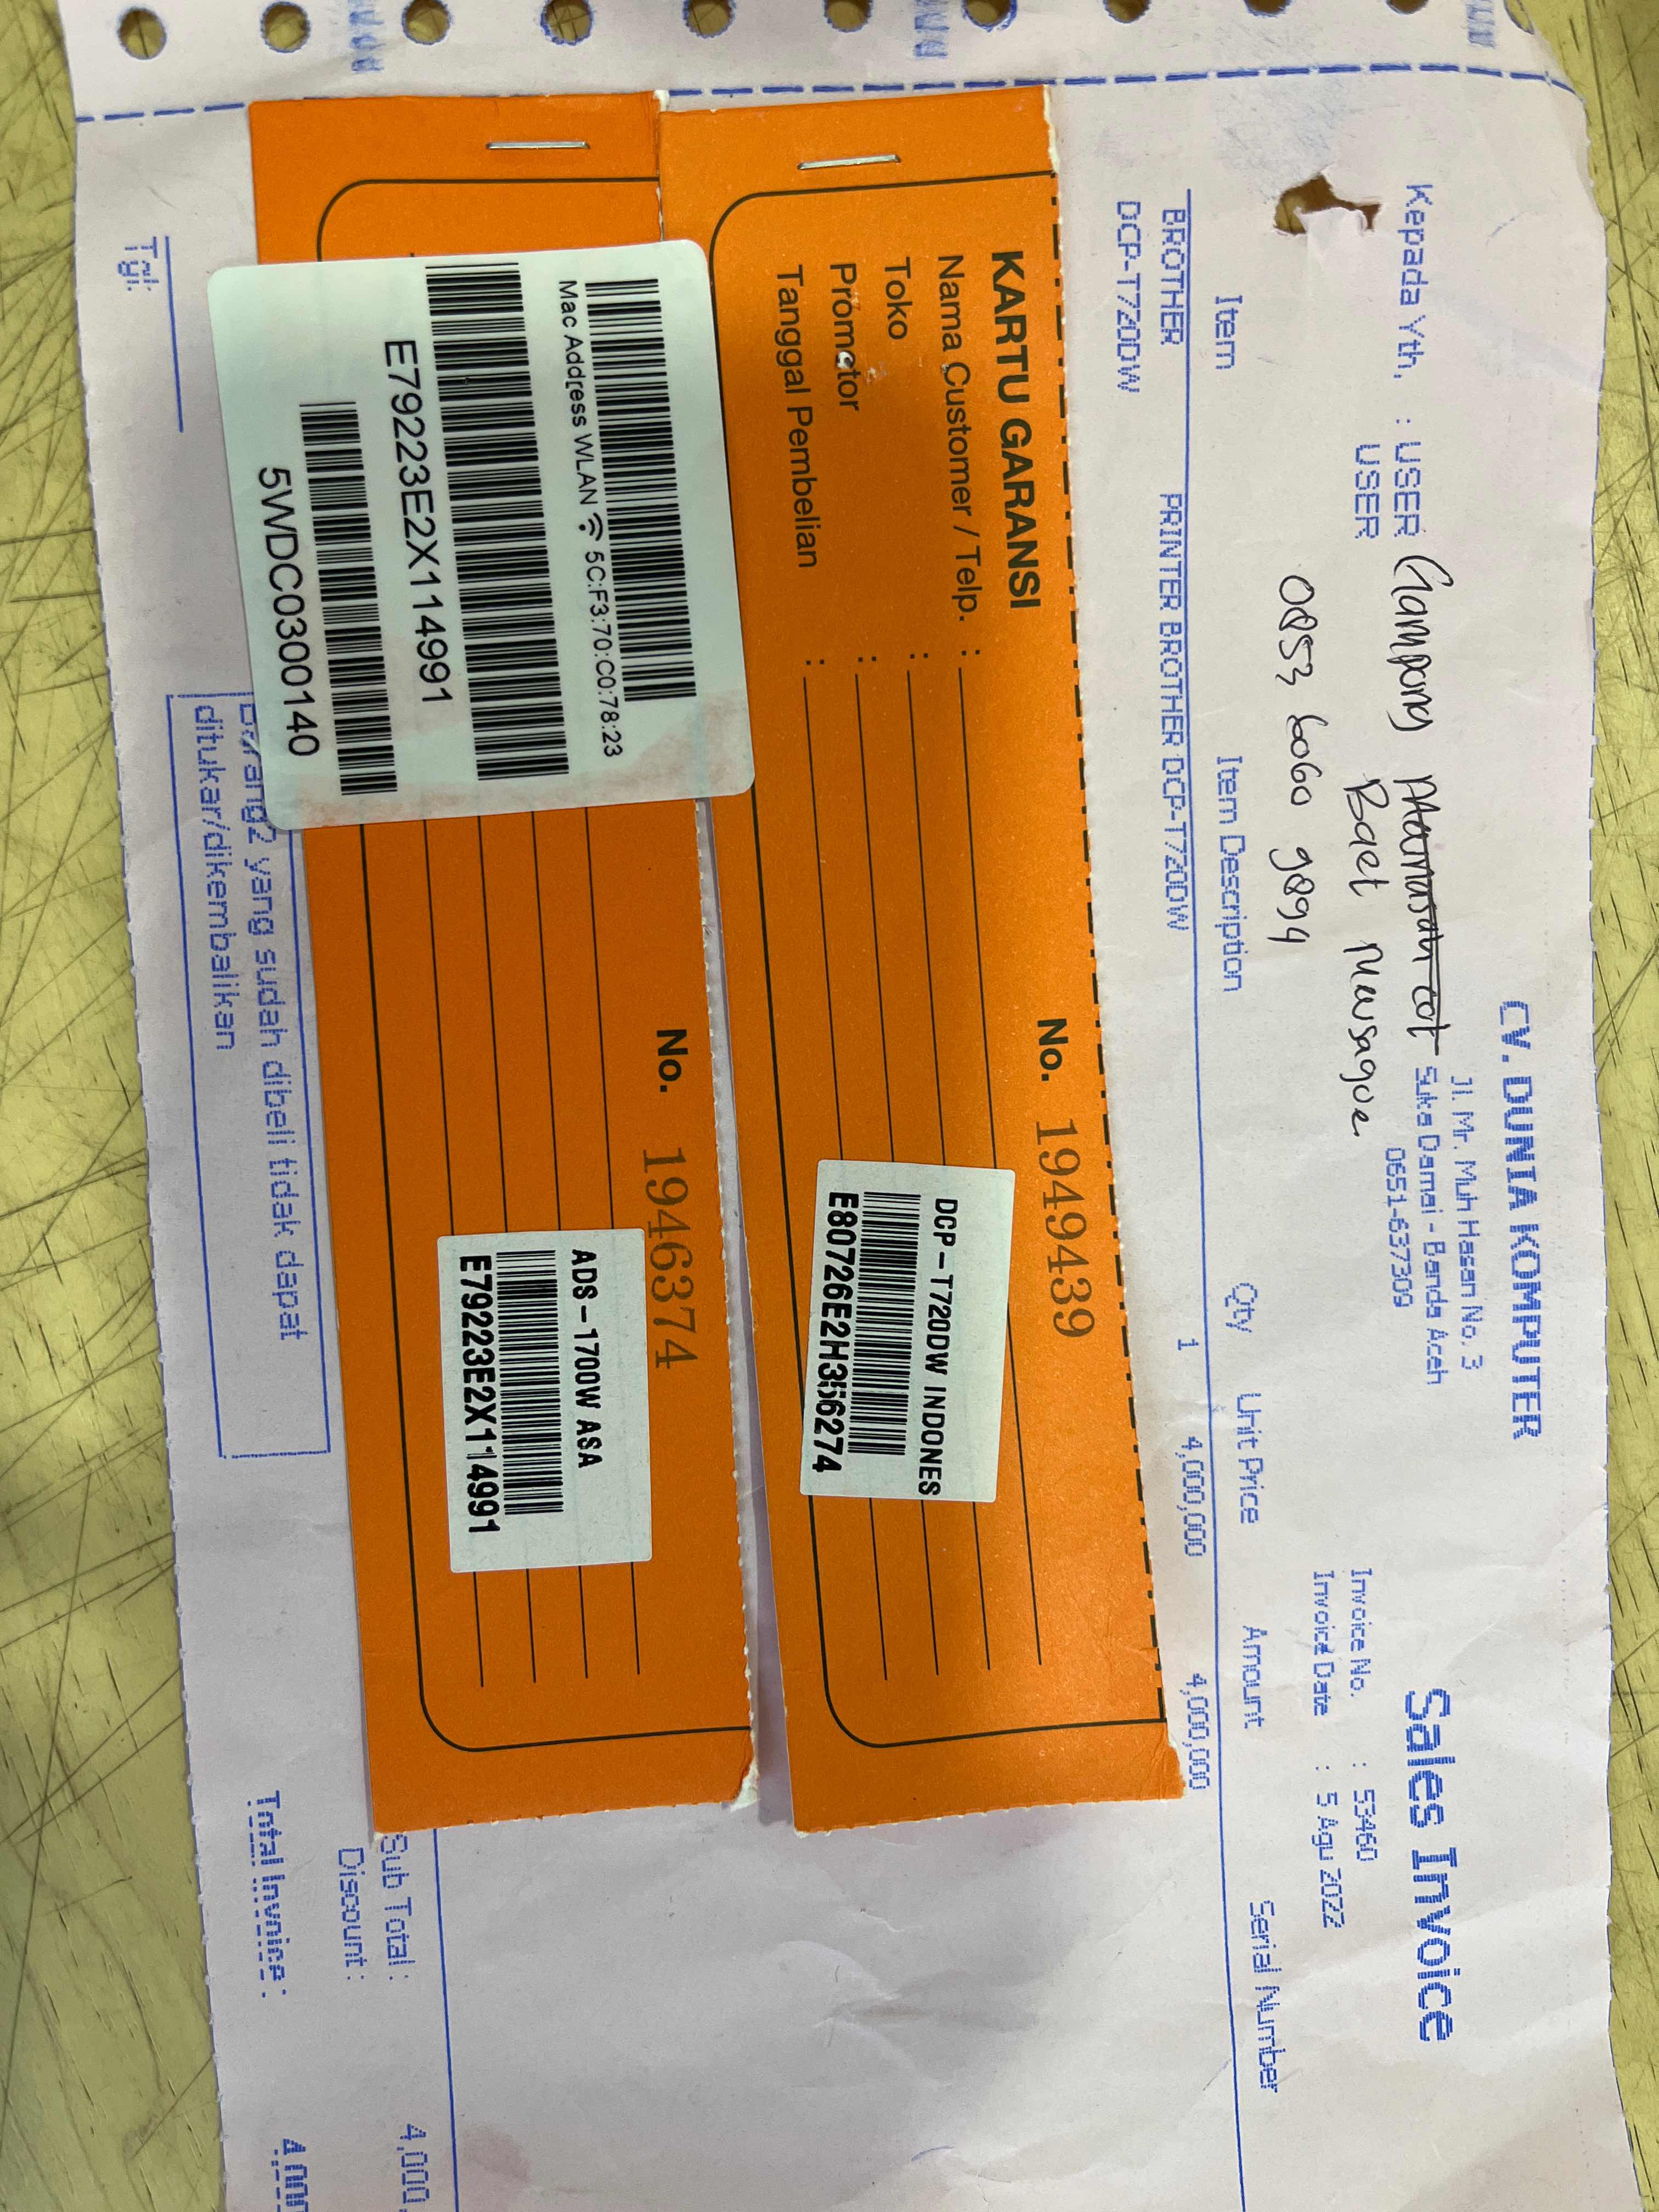 CV. DUNIA KOMPUTER
Jl. Mr. Muh Hasan No. 3
Suka Damai - Banda Aceh
0651-637309
Sales Invoice
Kepada Yth, : USER Gampong
USER Baet Meusagoe
0853 6060 9894
Invoice No. : 53460
Invoice Date : 5 Agu 2022
Item Item Description Qty Unit Price Amount Serial Number
BROTHER PRINTER BROTHER DCP-T720DW 1 4,000,000 4,000,000
DCP-T720DW
KARTU GARANSI No. 1949439
Nama Customer / Telp. :
Toko :
Promotor :
Tanggal Pembelian :
DCP-T720DW INDONES
E80726E2H356274
No. 1946374
ADS-1700W ASA
E79223E2X114991
Mac Address WLAN 5C:F3:70:C0:78:23
E79223E2X114991
5WDC0300140
yang sudah dibeli tidak dapat
ditukar/dikembalikan
Tgl.
Sub Total : 4,000,
Discount :
Total Invoice : 4,000